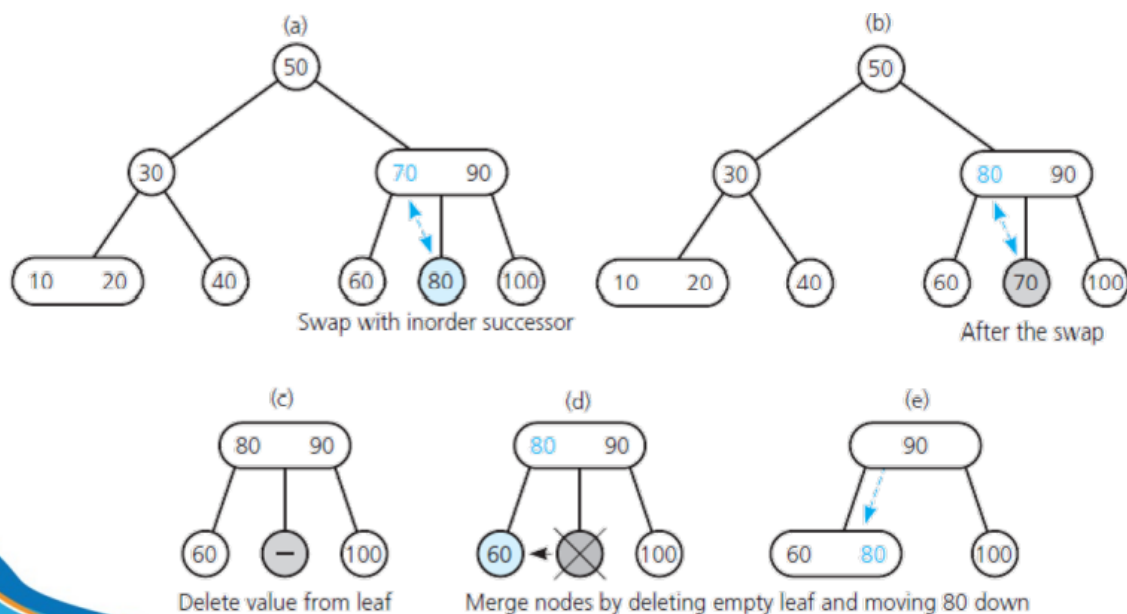 (a)
50
30
70 90
10 20
40
60
80
100
Swap with inorder successor
(b)
50
30
80 90
10 20
40
60
70
100
After the swap
(c)
80 90
60
–
100
Delete value from leaf
(d)
80 90
60
100
(e)
90
60 80
100
Merge nodes by deleting empty leaf and moving 80 down